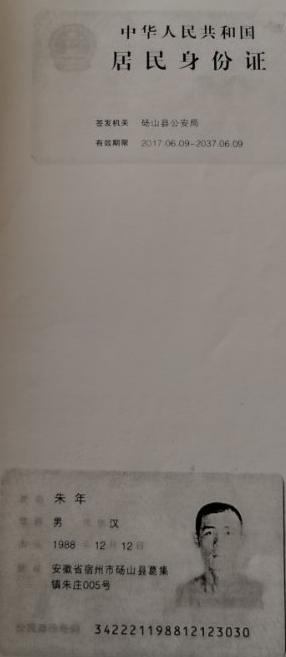 中华人民共和国
居民身份证
签发机关 砀山县公安局
有效期限 2017.06.09-2037.06.09
朱年
男 汉
1988 12 12
安徽省宿州市砀山县葛集
镇朱庄005号
342221198812123030